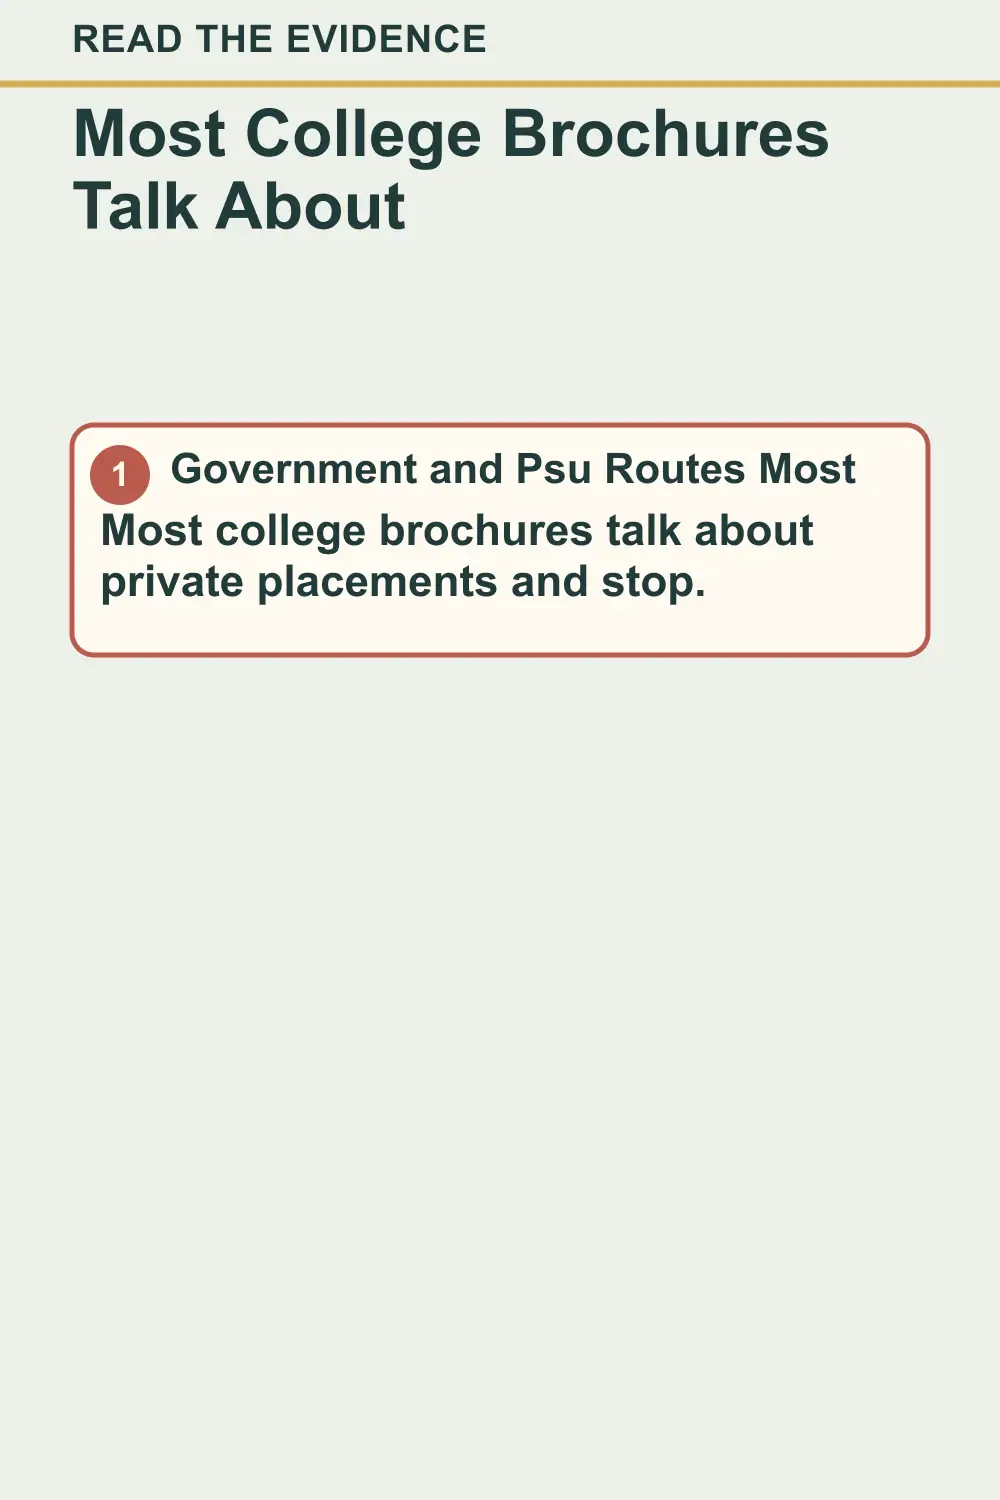 READ THE EVIDENCE
Most College Brochures
Talk About
1 Government and Psu Routes Most
Most college brochures talk about
private placements and stop.